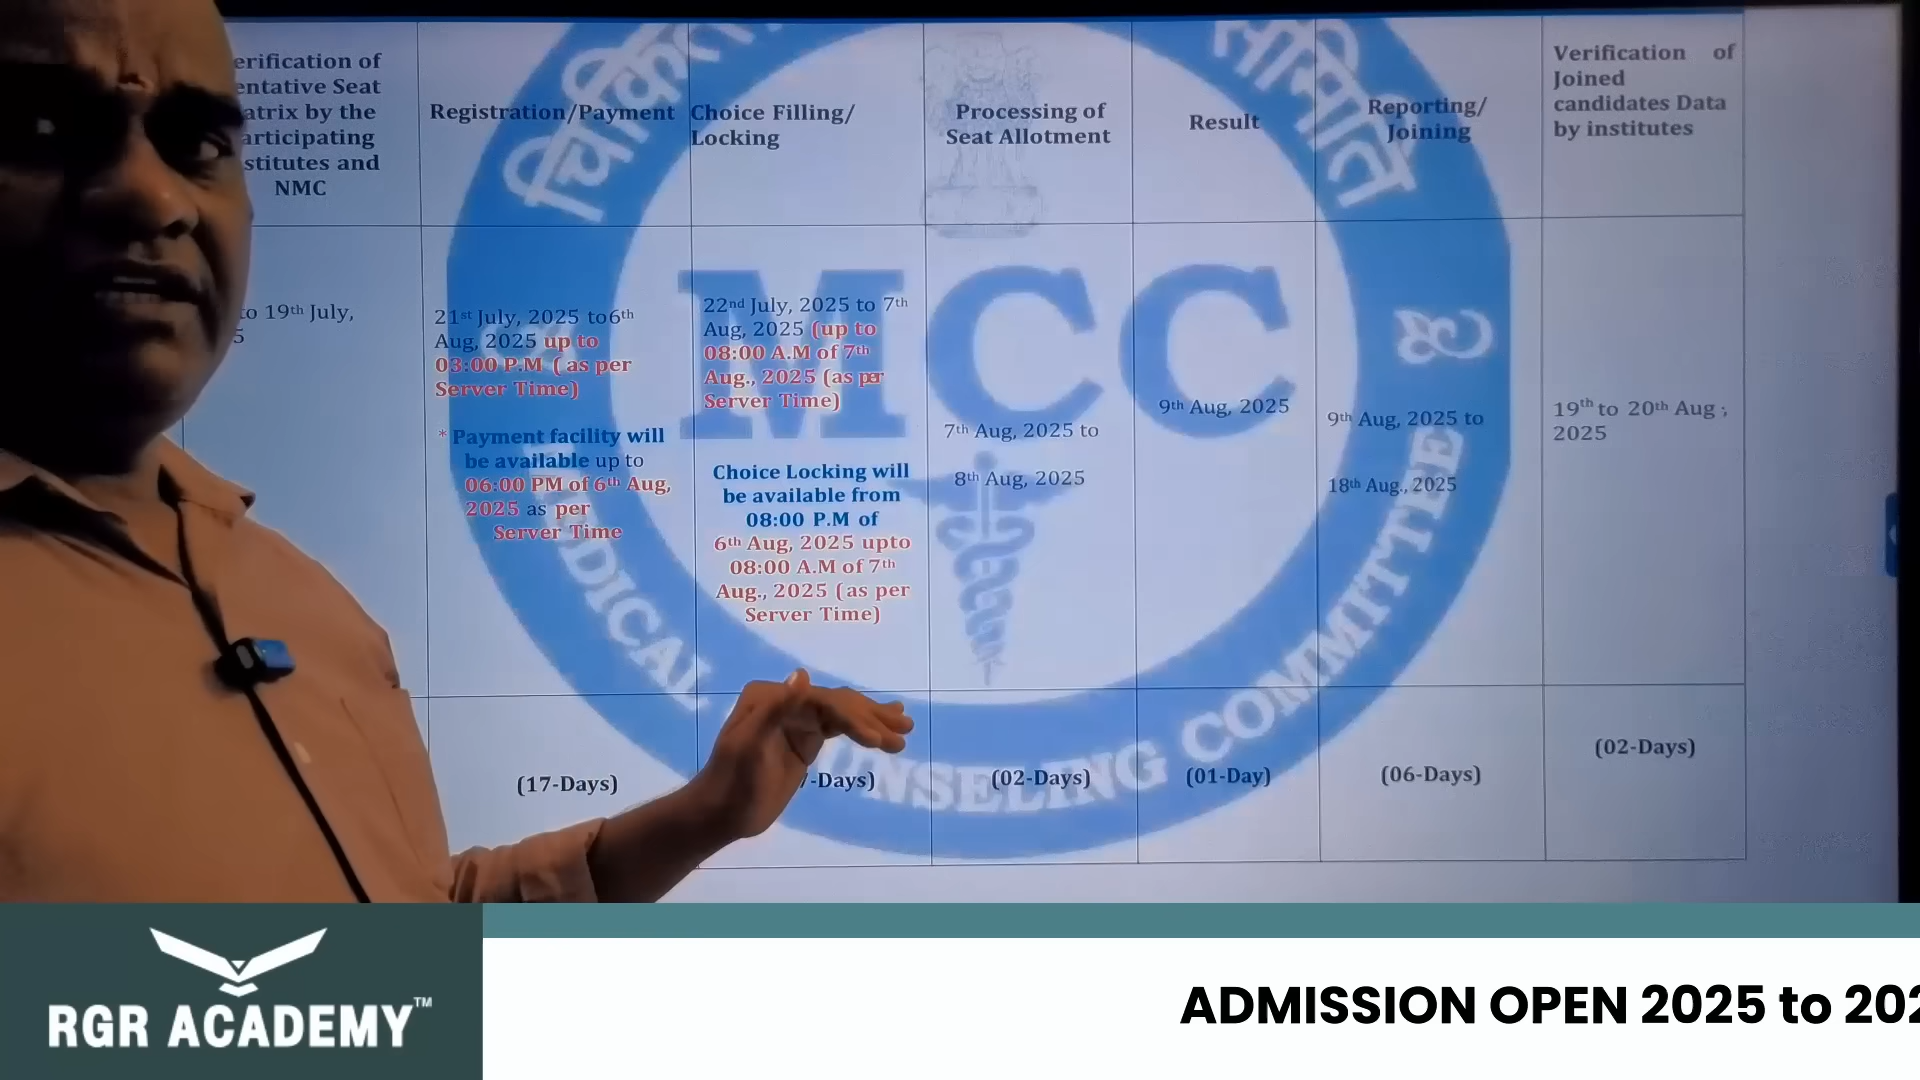 erification of
entative Seat
atrix by the
articipating
stitutes and
NMC
Registration/Payment
Choice Filling/
Locking
Processing of
Seat Allotment
Result
Reporting/
Joining
Verification of
Joined
candidates Data
by institutes
to 19th July,
5
21st July, 2025 to6th
Aug, 2025 up to
03:00 P.M ( as per
Server Time)
* Payment facility will
be available up to
06:00 PM of 6th Aug,
2025 as per
Server Time
22nd July, 2025 to 7th
Aug, 2025 (up to
08:00 A.M of 7th
Aug., 2025 (as per
Server Time)
Choice Locking will
be available from
08:00 P.M of
6th Aug, 2025 upto
08:00 A.M of 7th
Aug., 2025 (as per
Server Time)
7th Aug, 2025 to
8th Aug, 2025
9th Aug, 2025
9th Aug, 2025 to
18th Aug., 2025
19th to 20th Aug ;
2025
(17-Days)
-Days)
(02-Days)
(01-Day)
(06-Days)
(02-Days)
MCC
चिकित
समिति
EDICAL
UNSELING COMMITTEE
RGR ACADEMY™
ADMISSION OPEN 2025 to 202